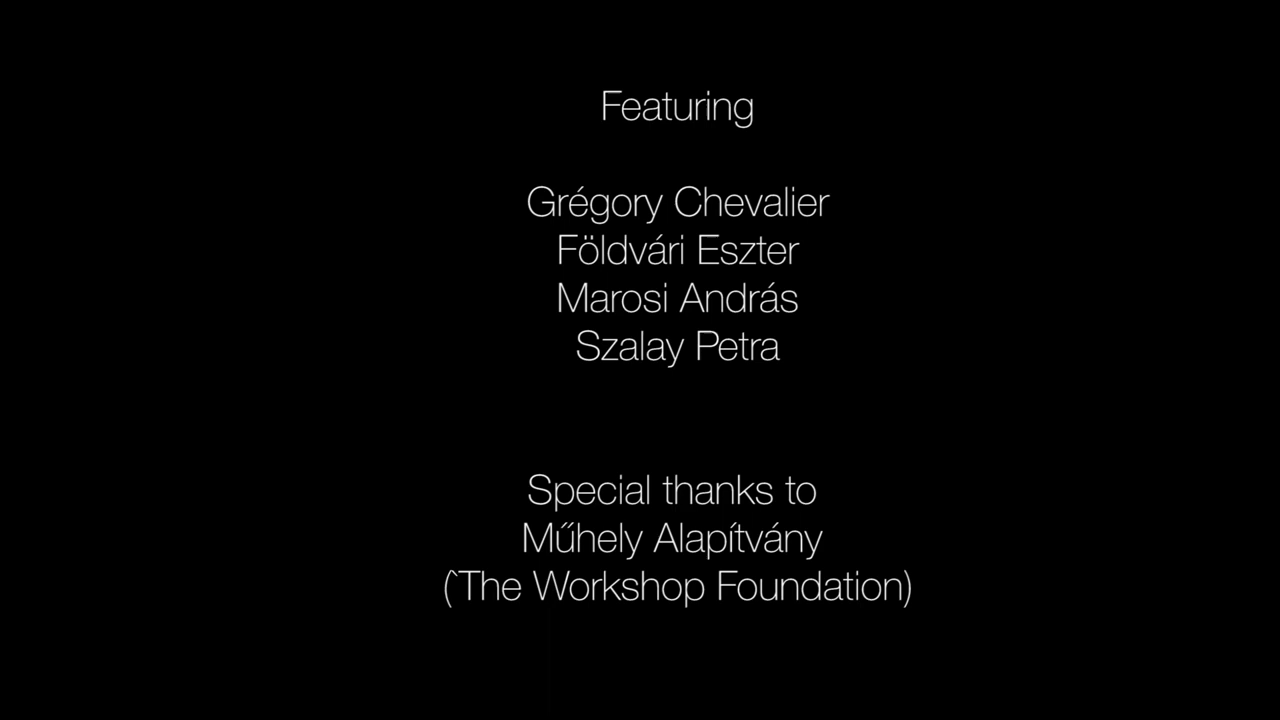 Featuring
Grégory Chevalier
Földvári Eszter
Marosi András
Szalay Petra
Special thanks to
Műhely Alapítvány
(`The Workshop Foundation)